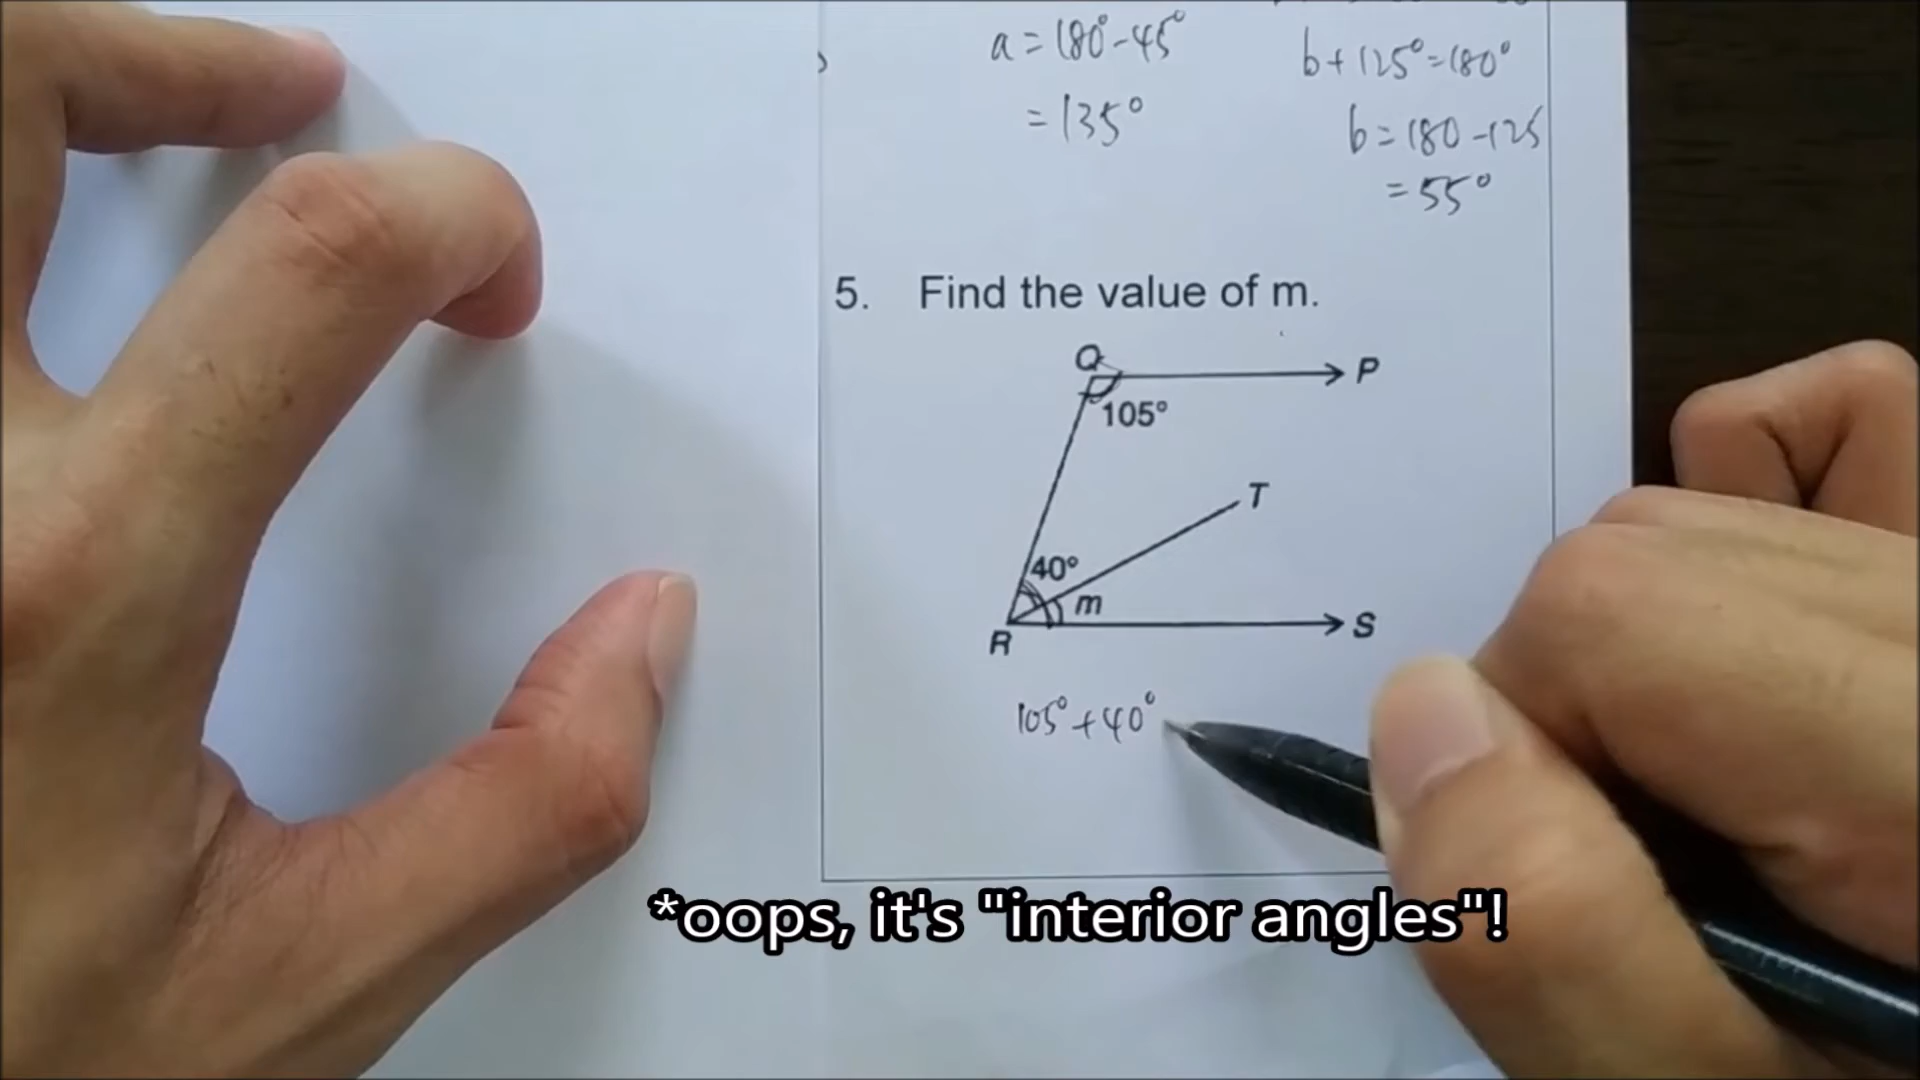 a = 180° - 45°
= 135°
b + 125° = 180°
b = 180 - 125
= 55°
5. Find the value of m.
Q
P
105°
T
40°
m
R
S
105° + 40°
*oops, it's "interior angles"!